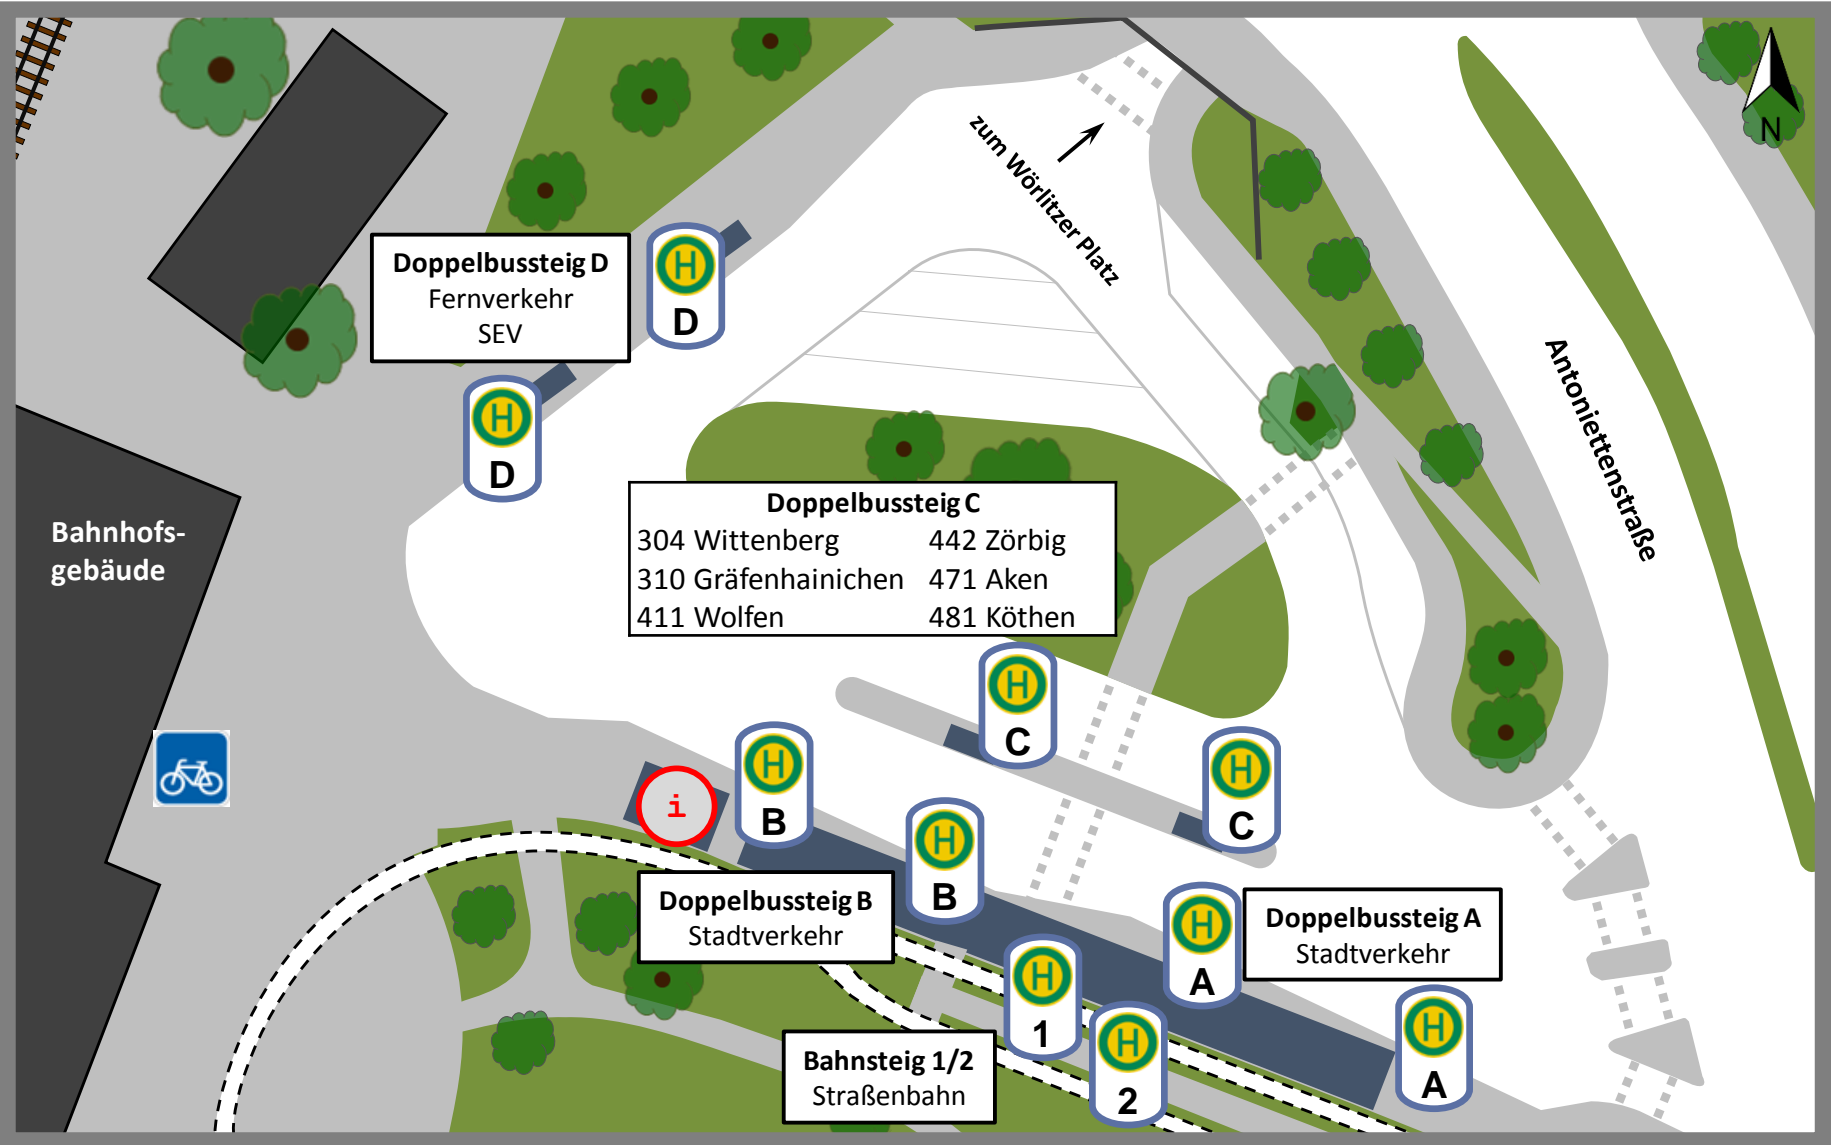 N
zum Wörlitzer Platz
Doppelbussteig D
Fernverkehr
SEV
H
D
H
D
Antoniettenstraße
Bahnhofs-
gebäude
Doppelbussteig C
304 Wittenberg 442 Zörbig
310 Gräfenhainichen 471 Aken
411 Wolfen 481 Köthen
H
C
H
C
i
H
B
H
B
Doppelbussteig B
Stadtverkehr
H
A
Doppelbussteig A
Stadtverkehr
H
A
H
1
H
2
Bahnsteig 1/2
Straßenbahn